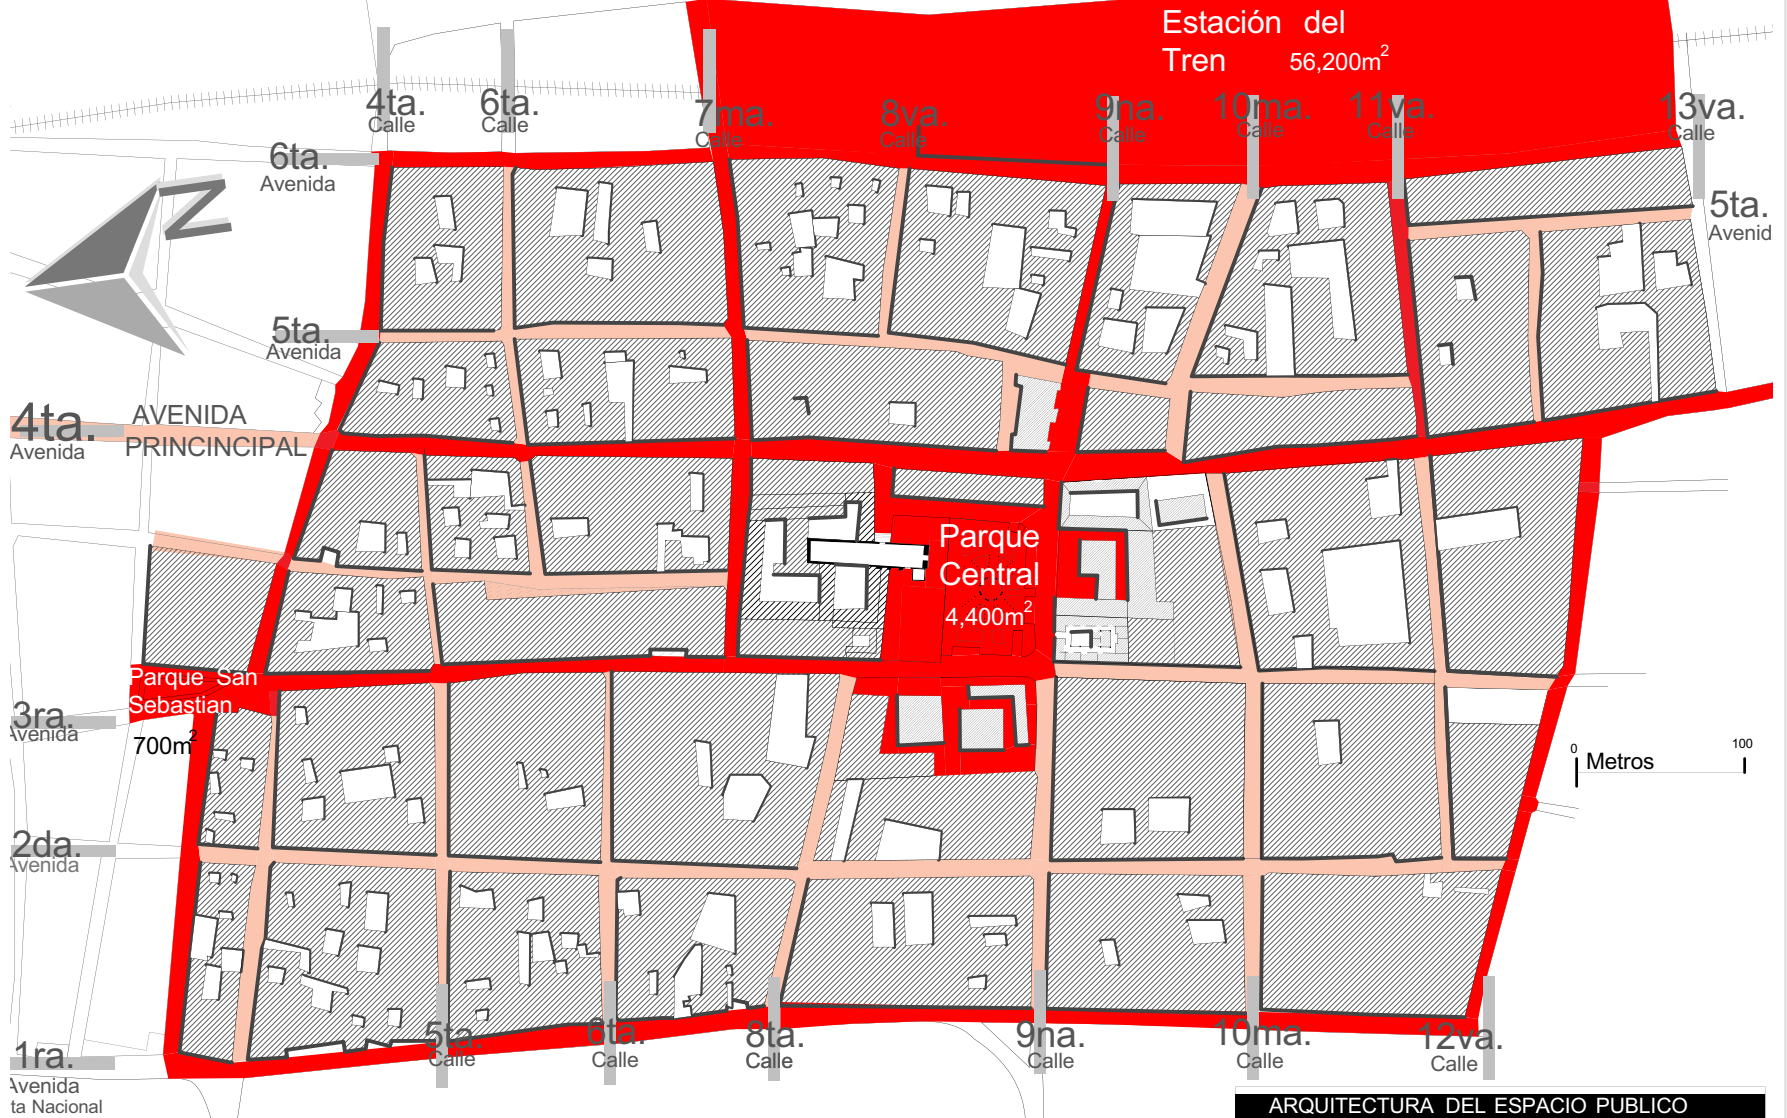 Estación del
Tren 56,200m2
4ta.
Calle
6ta.
Calle
7ma.
Calle
8va.
Calle
9na.
Calle
10ma.
Calle
11va.
Calle
13va.
Calle
6ta.
Avenida
N
5ta.
Avenid
5ta.
Avenida
4ta.
Avenida
AVENIDA
PRINCINCIPAL
Parque
Central
4,400m2
Parque San
Sebastian.
700m2
3ra.
Avenida
0 Metros 100
2da.
Avenida
5ta.
Calle
6ta.
Calle
8ta.
Calle
9na.
Calle
10ma.
Calle
12va.
Calle
1ra.
Avenida
ta Nacional
ARQUITECTURA DEL ESPACIO PUBLICO